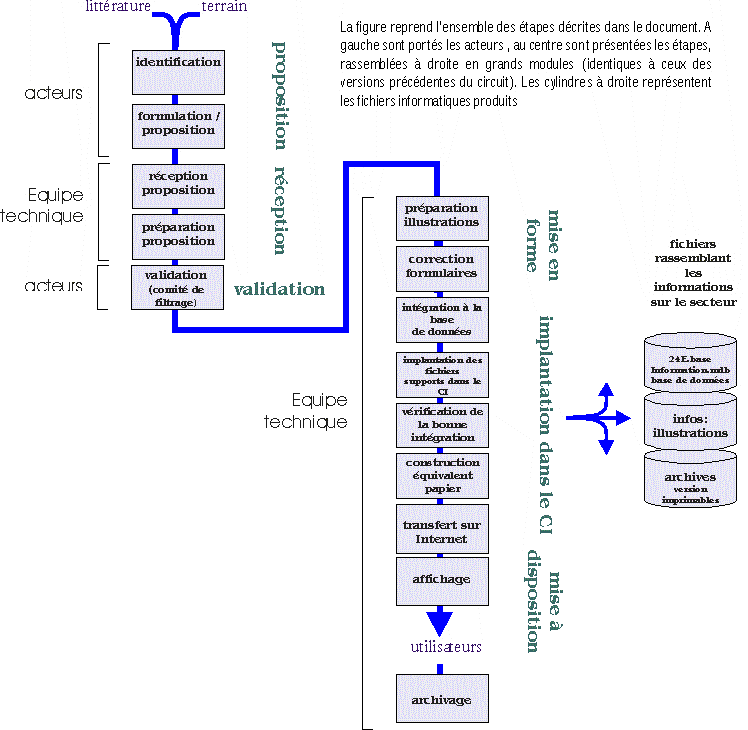 littérature
terrain
La figure reprend l'ensemble des étapes décrites dans le document. A
gauche sont portés les acteurs , au centre sont présentées les étapes,
rassemblées à droite en grands modules (identiques à ceux des
versions précédentes du circuit). Les cylindres à droite représentent
les fichiers informatiques produits
acteurs
identification
formulation /
proposition
proposition
Equipe
technique
réception
proposition
préparation
proposition
réception
acteurs
validation
(comité de
filtrage)
validation
Equipe
technique
préparation
illustrations
correction
formulaires
mise en
forme
intégration à la
base
de données
implantation des
fichiers
supports dans le
CI
vérification de
la bonne
intégration
construction
équivalent
papier
transfert sur
Internet
implantation dans le CI
affichage
mise à
disposition
utilisateurs
archivage
fichiers
rassemblant
les
informations
sur le secteur
24E.base
Information.mdb
base de données
infos:
illustrations
archives
version
imprimables